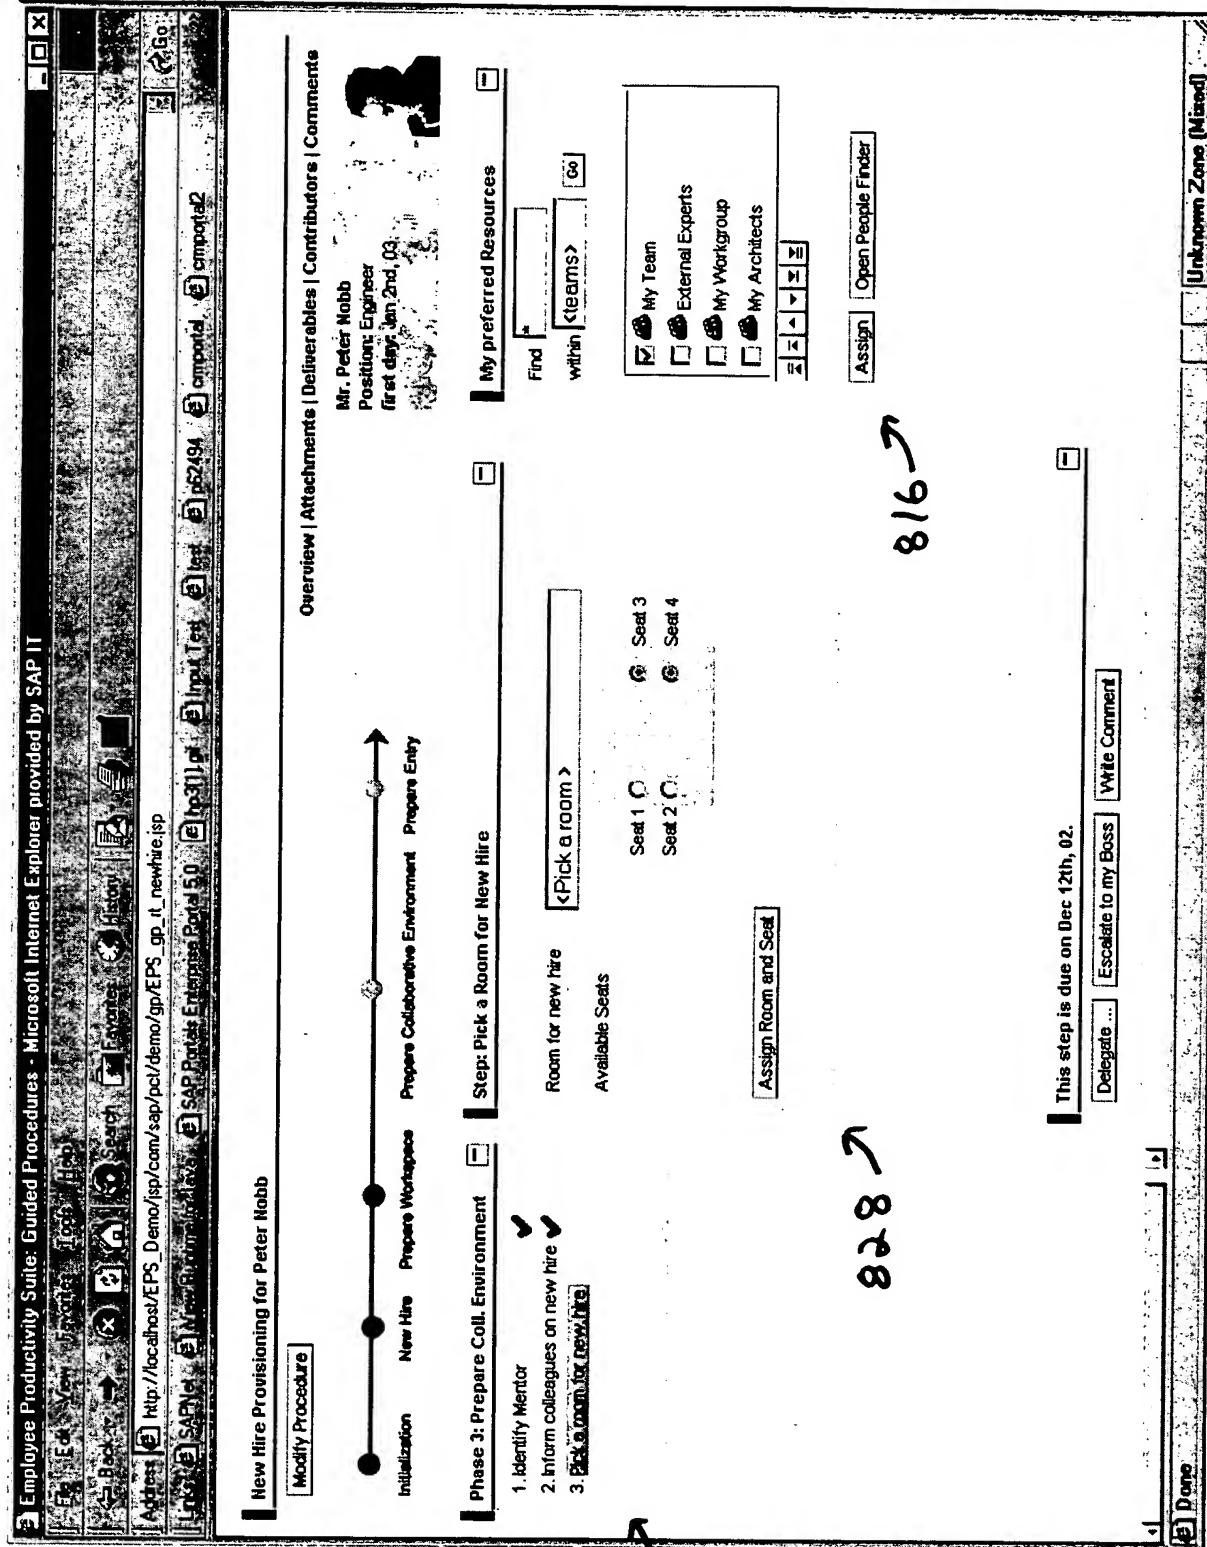 Employee Productivity Suite: Guided Procedures - Microsoft Internet Explorer provided by SAP IT
File Edit View Favorites Tools Help
Back Search Favorites History
Address http://localhost/EPS_Demo/jsp/com/sap/pct/demo/gp/EPS_gp_it_newhire.jsp Go
Links SAPNet SAP Portals Enterprise Portal 5.0 hp3[1].gif Input Test test p62494 cmportal cmportal2
New Hire Provisioning for Peter Nobb
Modify Procedure
Overview | Attachments | Deliverables | Contributors | Comments
Mr. Peter Nobb
Position: Engineer
first day: Jan 2nd, 03
Initialization New Hire Prepare Workspace Prepare Collaborative Environment Prepare Entry
Phase 3: Prepare Coll. Environment
1. Identify Mentor
2. Inform colleagues on new hire
3. Pick a room for new hire
Step: Pick a Room for New Hire
Room for new hire <Pick a room>
Available Seats
Seat 1 Seat 3
Seat 2 Seat 4
Assign Room and Seat
My preferred Resources
Find *
within <teams> Go
My Team
External Experts
My Workgroup
My Architects
Assign Open People Finder
828
816
This step is due on Dec 12th, 02.
Delegate ... Escalate to my Boss Write Comment
Done Unknown Zone (Mixed)